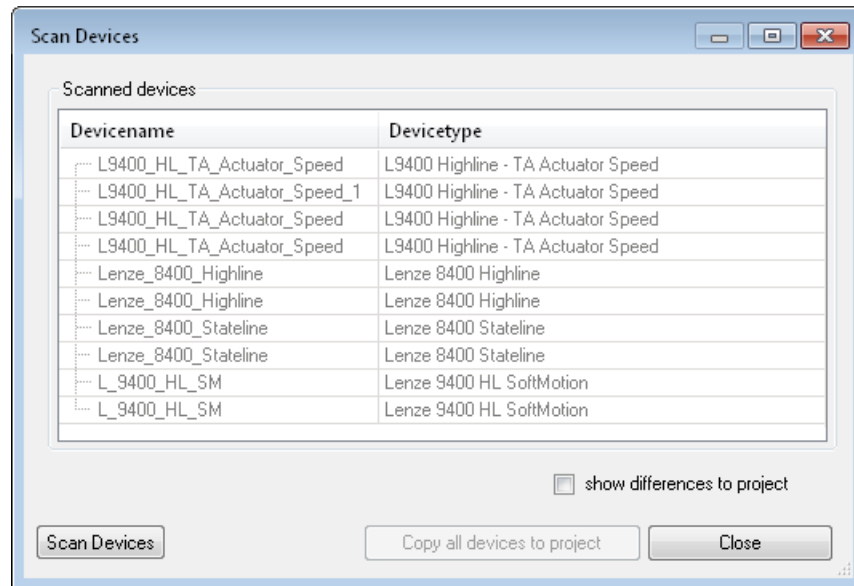 Scan Devices
Scanned devices
Devicename Devicetype
L9400_HL_TA_Actuator_Speed L9400 Highline - TA Actuator Speed
L9400_HL_TA_Actuator_Speed_1 L9400 Highline - TA Actuator Speed
L9400_HL_TA_Actuator_Speed L9400 Highline - TA Actuator Speed
L9400_HL_TA_Actuator_Speed L9400 Highline - TA Actuator Speed
Lenze_8400_Highline Lenze 8400 Highline
Lenze_8400_Highline Lenze 8400 Highline
Lenze_8400_Stateline Lenze 8400 Stateline
Lenze_8400_Stateline Lenze 8400 Stateline
L_9400_HL_SM Lenze 9400 HL SoftMotion
L_9400_HL_SM Lenze 9400 HL SoftMotion
show differences to project
Scan Devices Copy all devices to project Close